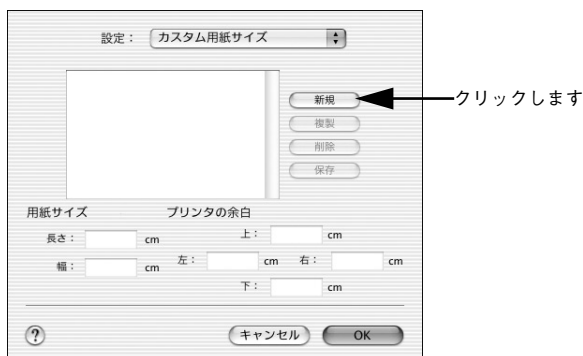 設定： カスタム用紙サイズ
新規
クリックします
複製
削除
保存
用紙サイズ プリンタの余白
長さ： cm 上： cm
幅： cm 左： cm 右： cm
下： cm
? キャンセル OK